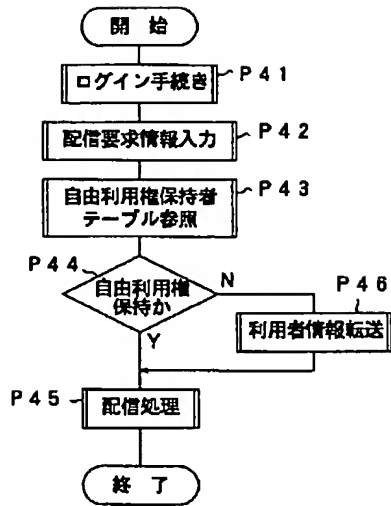 開 始
ログイン手続き
P41
配信要求情報入力
P42
自由利用権保持者
テーブル参照
P43
P44
自由利用権
保持か
N
Y
P46
利用者情報転送
P45
配信処理
終 了